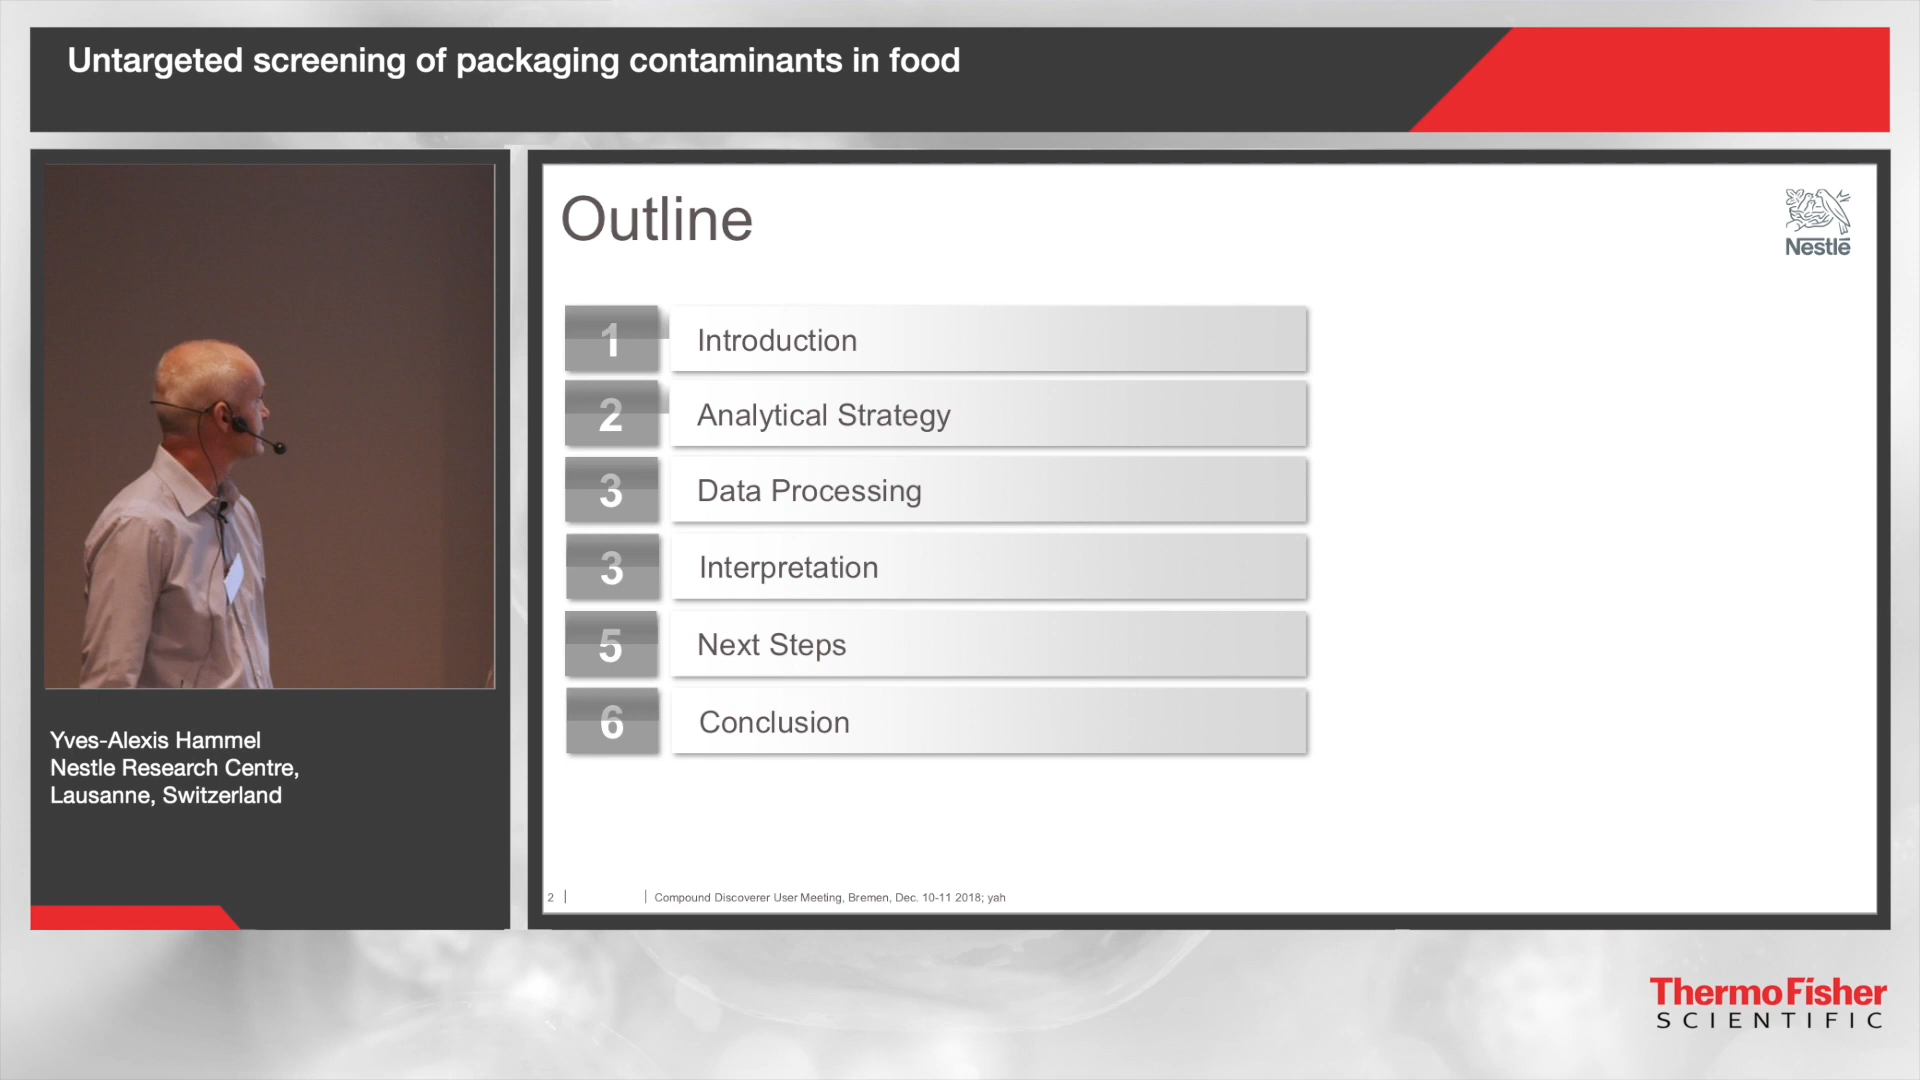 Untargeted screening of packaging contaminants in food
Outline
Nestlé
1 Introduction
2 Analytical Strategy
3 Data Processing
3 Interpretation
5 Next Steps
6 Conclusion
Yves-Alexis Hammel
Nestle Research Centre,
Lausanne, Switzerland
2 | | Compound Discoverer User Meeting, Bremen, Dec. 10-11 2018; yah
ThermoFisher
SCIENTIFIC